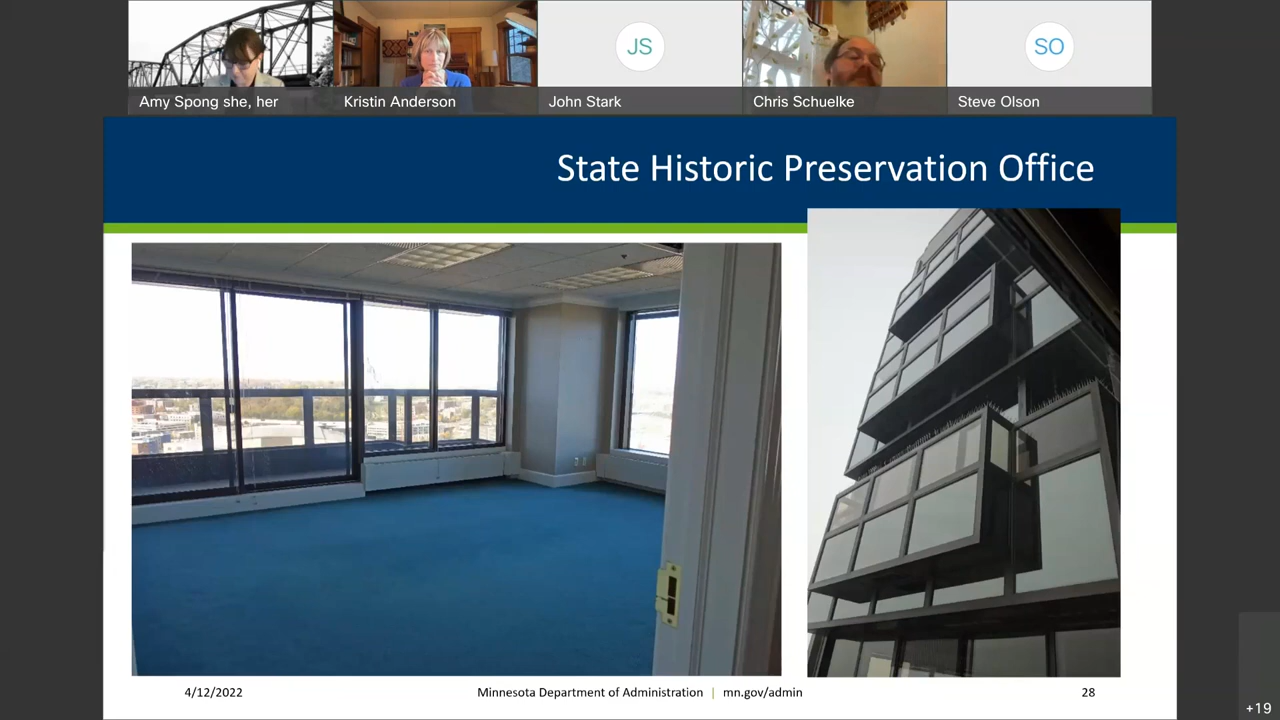 JS
SO
Amy Spong she, her
Kristin Anderson
John Stark
Chris Schuelke
Steve Olson
State Historic Preservation Office
4/12/2022
Minnesota Department of Administration | mn.gov/admin
28
+19